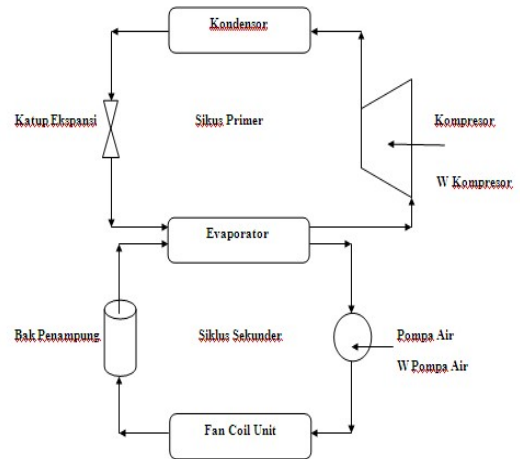 Kondensor
Katup Ekspansi
Sikus Primer
Kompresor
W Kompresor
Evaporator
Bak Penampung
Siklus Sekunder
Pompa Air
W Pompa Air
Fan Coil Unit